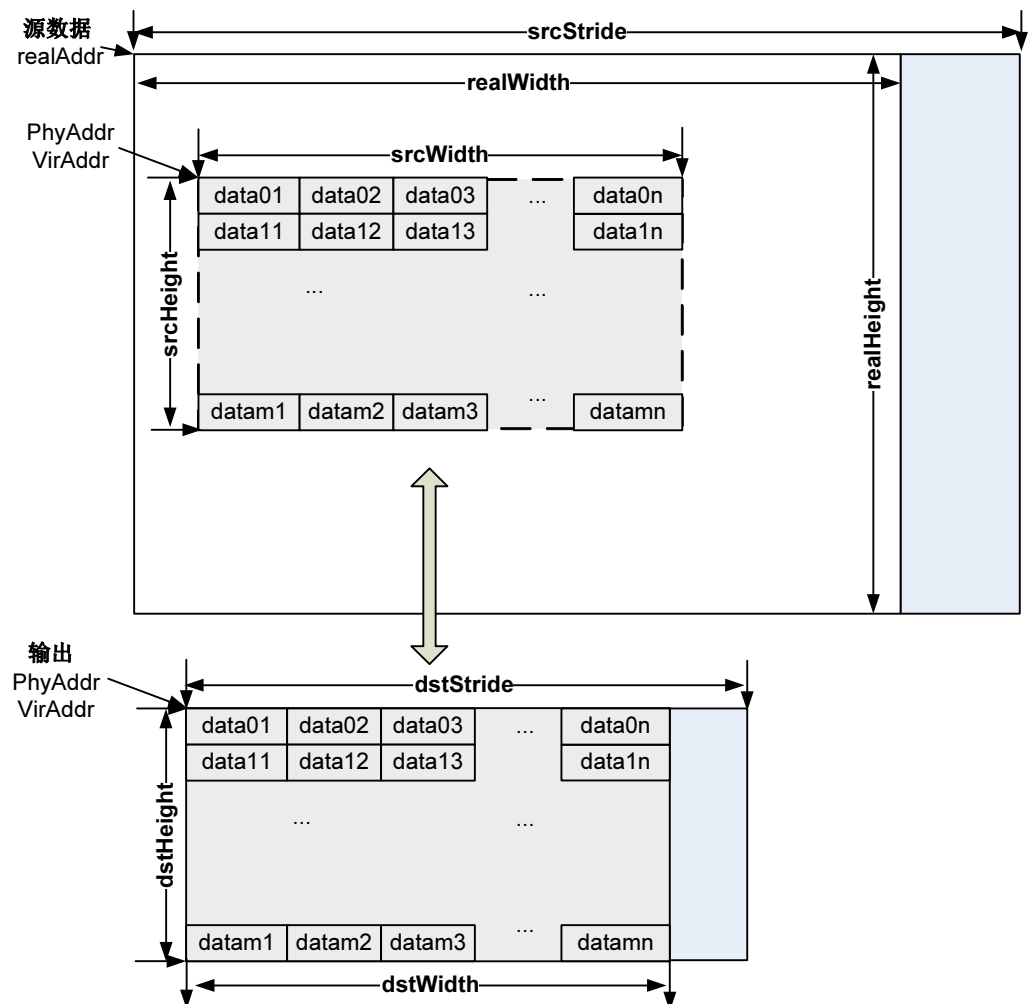 源数据
realAddr
srcStride
realWidth
PhyAddr
VirAddr
srcWidth
data01 data02 data03 ... data0n
data11 data12 data13 data1n
... ...
srcHeight
realHeight
datam1 datam2 datam3 ... datamn
输出
PhyAddr
VirAddr
dstStride
data01 data02 data03 ... data0n
data11 data12 data13 data1n
... ...
dstHeight
datam1 datam2 datam3 ... datamn
dstWidth